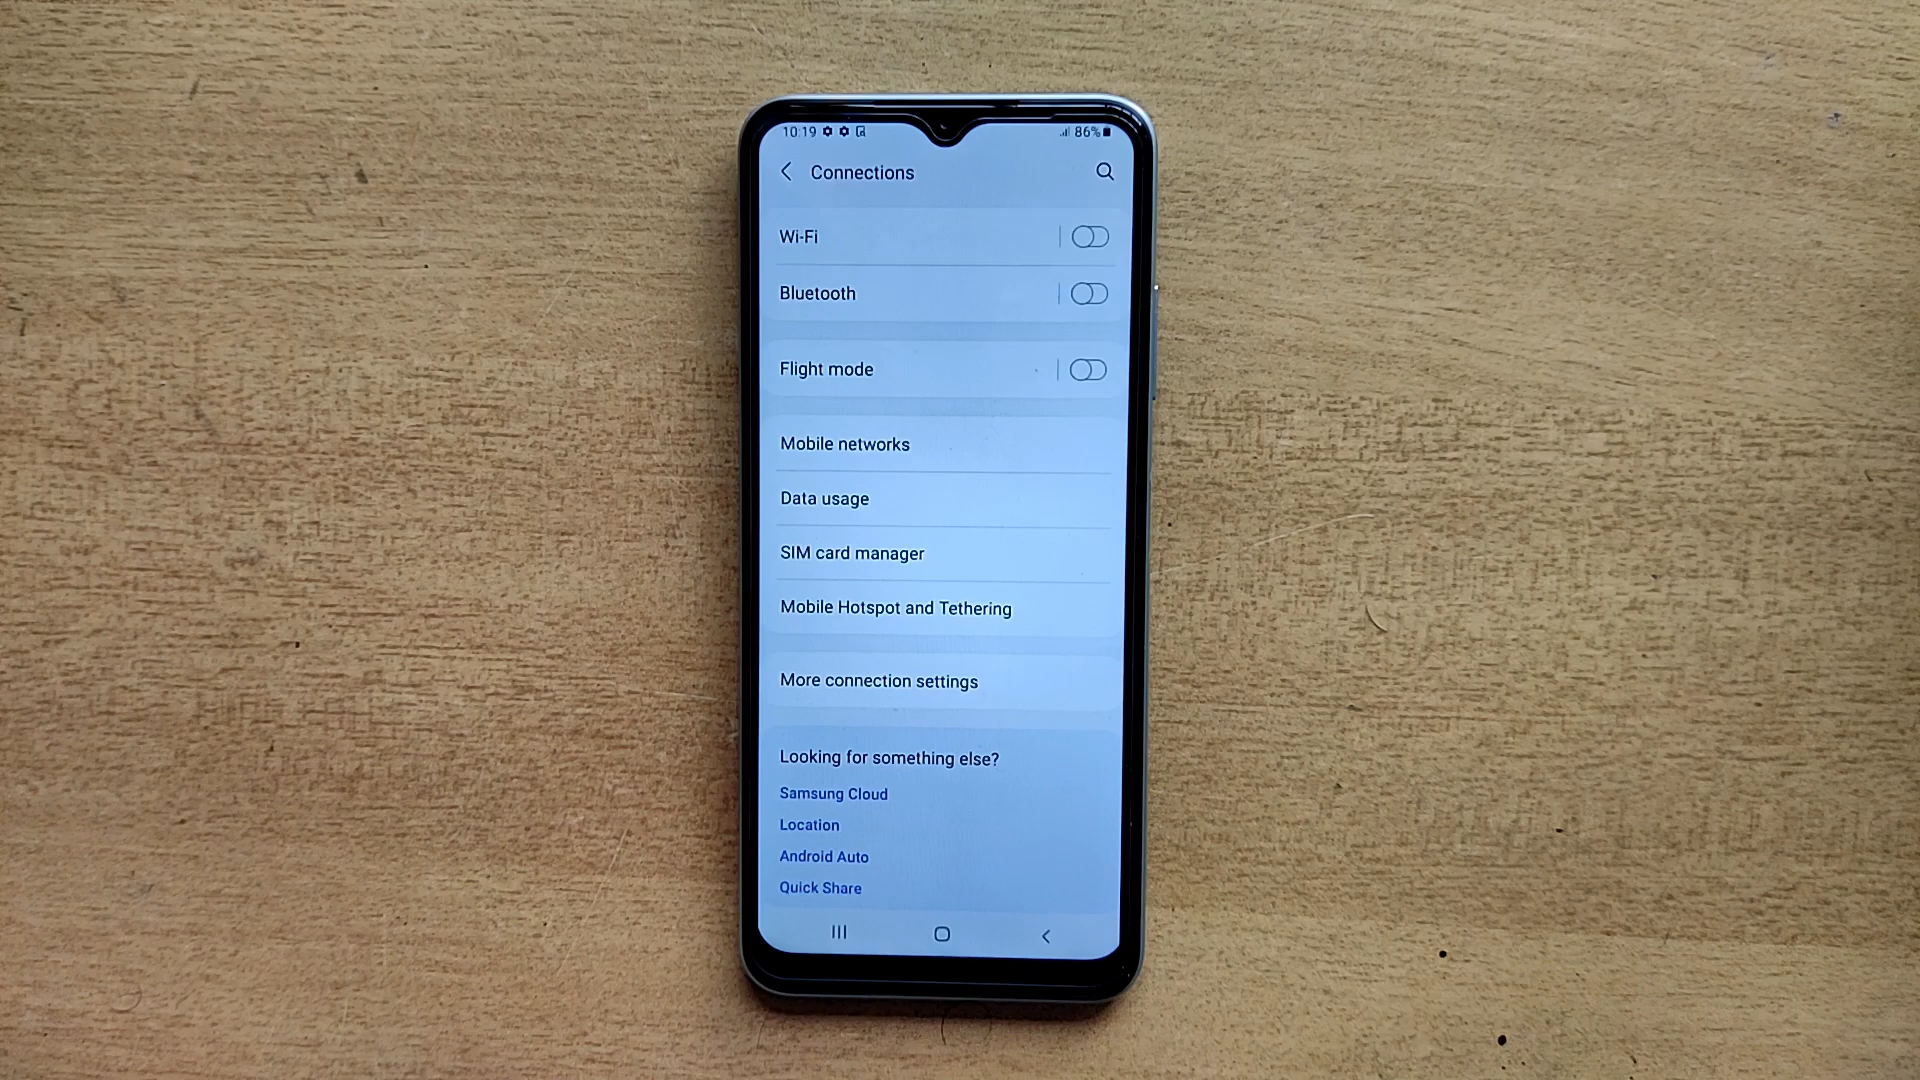 10:19 86%
Connections
Wi-Fi
Bluetooth
Flight mode
Mobile networks
Data usage
SIM card manager
Mobile Hotspot and Tethering
More connection settings
Looking for something else?
Samsung Cloud
Location
Android Auto
Quick Share